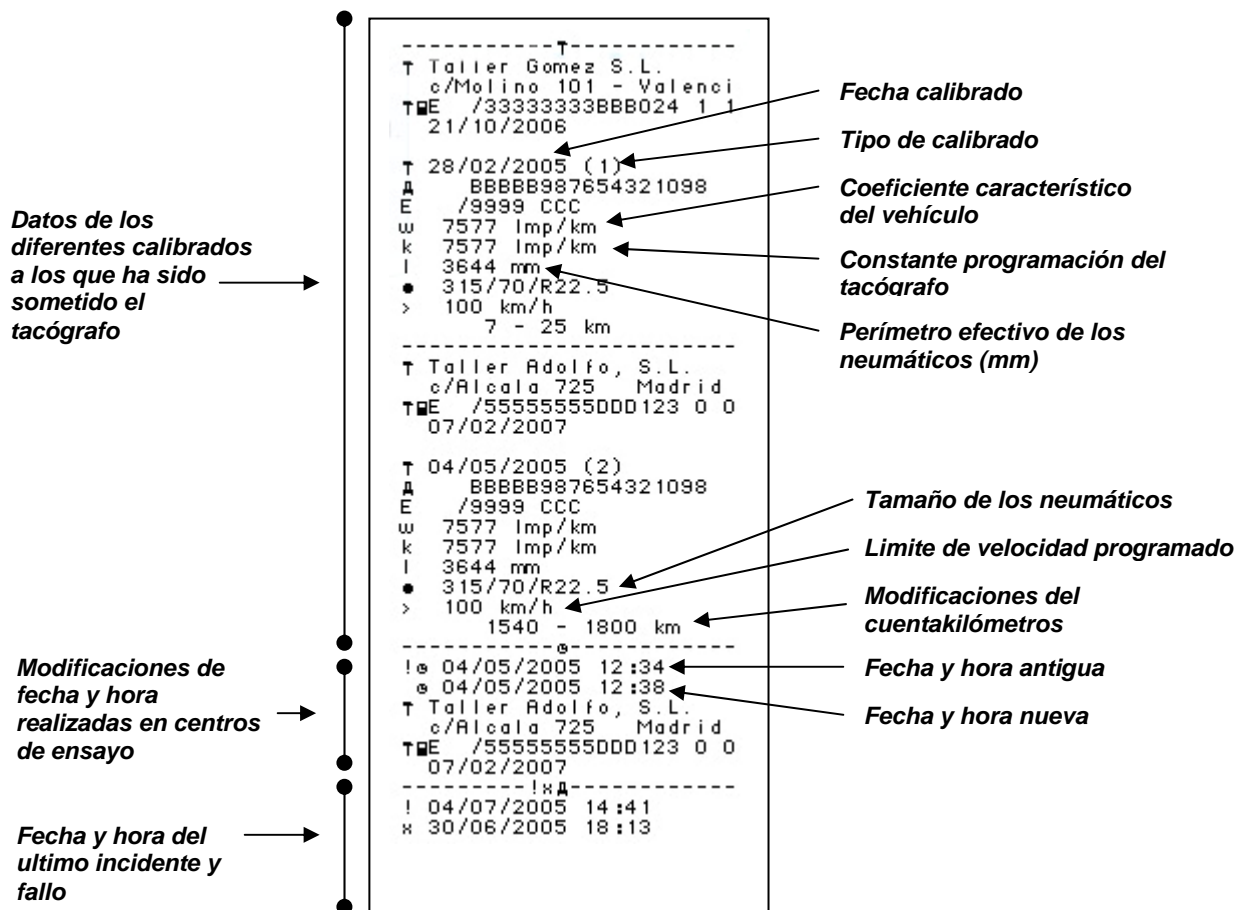 Datos de los
diferentes calibrados
a los que ha sido
sometido el
tacógrafo
Modificaciones de
fecha y hora
realizadas en centros
de ensayo
Fecha y hora del
ultimo incidente y
fallo
Taller Gomez S.L.
c/Molino 101 - Valenci
E /33333333BBB024 1 1
21/10/2006
28/02/2005 (1)
BBBBB987654321098
E /9999 CCC
w 7577 Imp/km
k 7577 Imp/km
l 3644 mm
● 315/70/R22.5
> 100 km/h
7 - 25 km
Taller Adolfo, S.L.
c/Alcala 725 Madrid
E /55555555DDD123 0 0
07/02/2007
04/05/2005 (2)
BBBBB987654321098
E /9999 CCC
w 7577 Imp/km
k 7577 Imp/km
l 3644 mm
● 315/70/R22.5
> 100 km/h
1540 - 1800 km
! 04/05/2005 12:34
04/05/2005 12:38
Taller Adolfo, S.L.
c/Alcala 725 Madrid
E /55555555DDD123 0 0
07/02/2007
! x
! 04/07/2005 14:41
x 30/06/2005 18:13
Fecha calibrado
Tipo de calibrado
Coeficiente característico
del vehículo
Constante programación del
tacógrafo
Perímetro efectivo de los
neumáticos (mm)
Tamaño de los neumáticos
Limite de velocidad programado
Modificaciones del
cuentakilómetros
Fecha y hora antigua
Fecha y hora nueva